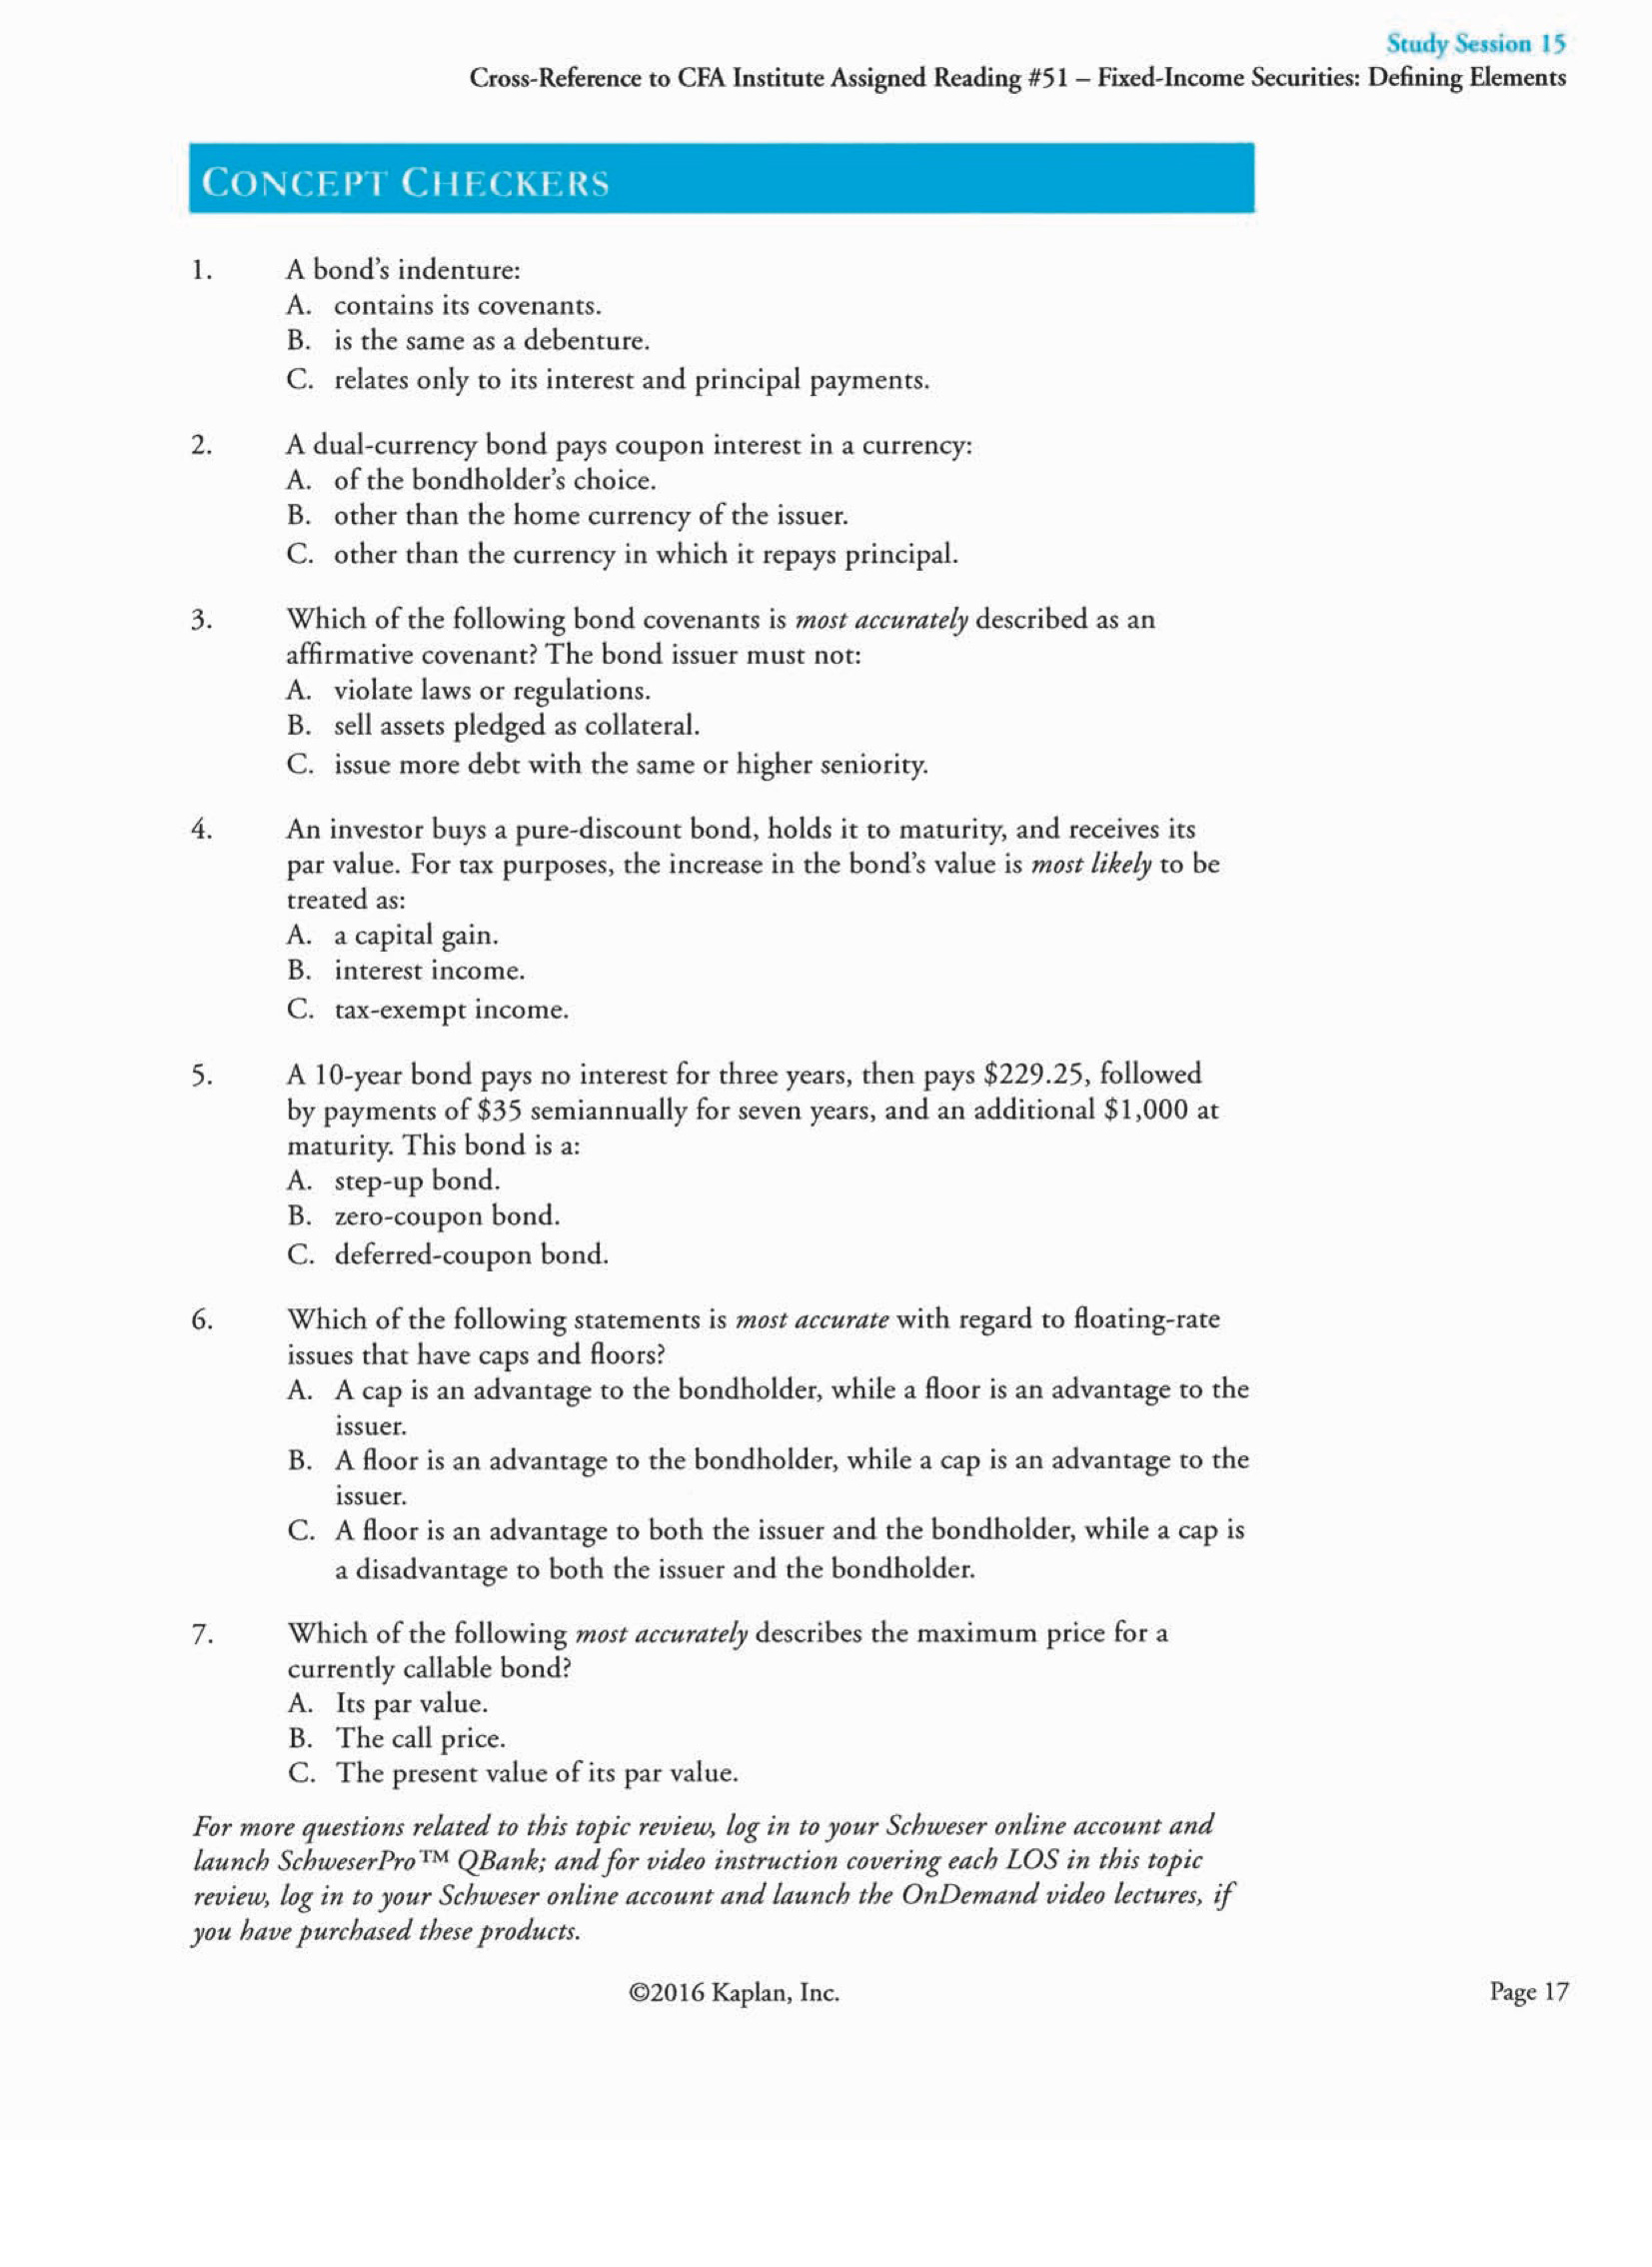 Study Session 15
Cross-Reference to CFA Institute Assigned Reading #51 – Fixed-Income Securities: Defining Elements
CONCEPT CHECKERS
1. A bond's indenture:
A. contains its covenants.
B. is the same as a debenture.
C. relates only to its interest and principal payments.
2. A dual-currency bond pays coupon interest in a currency:
A. of the bondholder's choice.
B. other than the home currency of the issuer.
C. other than the currency in which it repays principal.
3. Which of the following bond covenants is most accurately described as an
affirmative covenant? The bond issuer must not:
A. violate laws or regulations.
B. sell assets pledged as collateral.
C. issue more debt with the same or higher seniority.
4. An investor buys a pure-discount bond, holds it to maturity, and receives its
par value. For tax purposes, the increase in the bond's value is most likely to be
treated as:
A. a capital gain.
B. interest income.
C. tax-exempt income.
5. A 10-year bond pays no interest for three years, then pays $229.25, followed
by payments of $35 semiannually for seven years, and an additional $1,000 at
maturity. This bond is a:
A. step-up bond.
B. zero-coupon bond.
C. deferred-coupon bond.
6. Which of the following statements is most accurate with regard to floating-rate
issues that have caps and floors?
A. A cap is an advantage to the bondholder, while a floor is an advantage to the
issuer.
B. A floor is an advantage to the bondholder, while a cap is an advantage to the
issuer.
C. A floor is an advantage to both the issuer and the bondholder, while a cap is
a disadvantage to both the issuer and the bondholder.
7. Which of the following most accurately describes the maximum price for a
currently callable bond?
A. Its par value.
B. The call price.
C. The present value of its par value.
For more questions related to this topic review, log in to your Schweser online account and
launch SchweserPro™ QBank; and for video instruction covering each LOS in this topic
review, log in to your Schweser online account and launch the OnDemand video lectures, if
you have purchased these products.
©2016 Kaplan, Inc.
Page 17